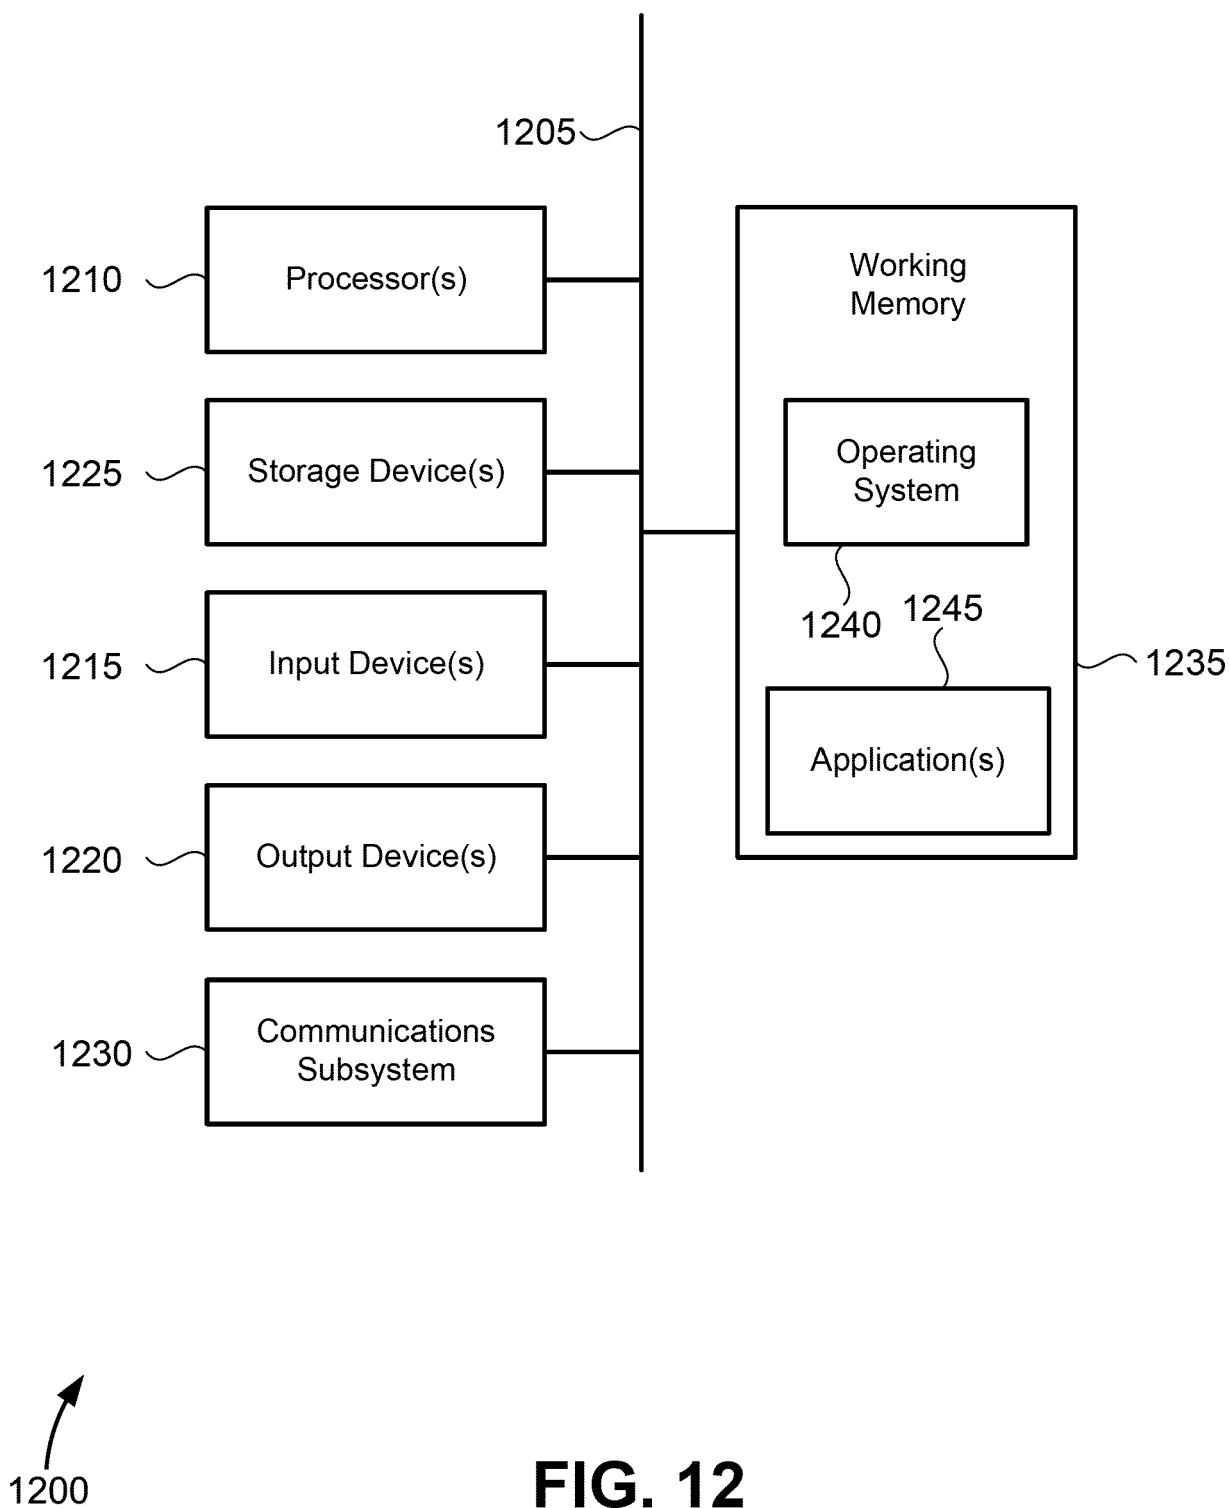 1205
1210
Processor(s)
Working
Memory
1225
Storage Device(s)
Operating
System
1240
1245
1215
Input Device(s)
1235
Application(s)
1220
Output Device(s)
1230
Communications
Subsystem
1200
FIG. 12